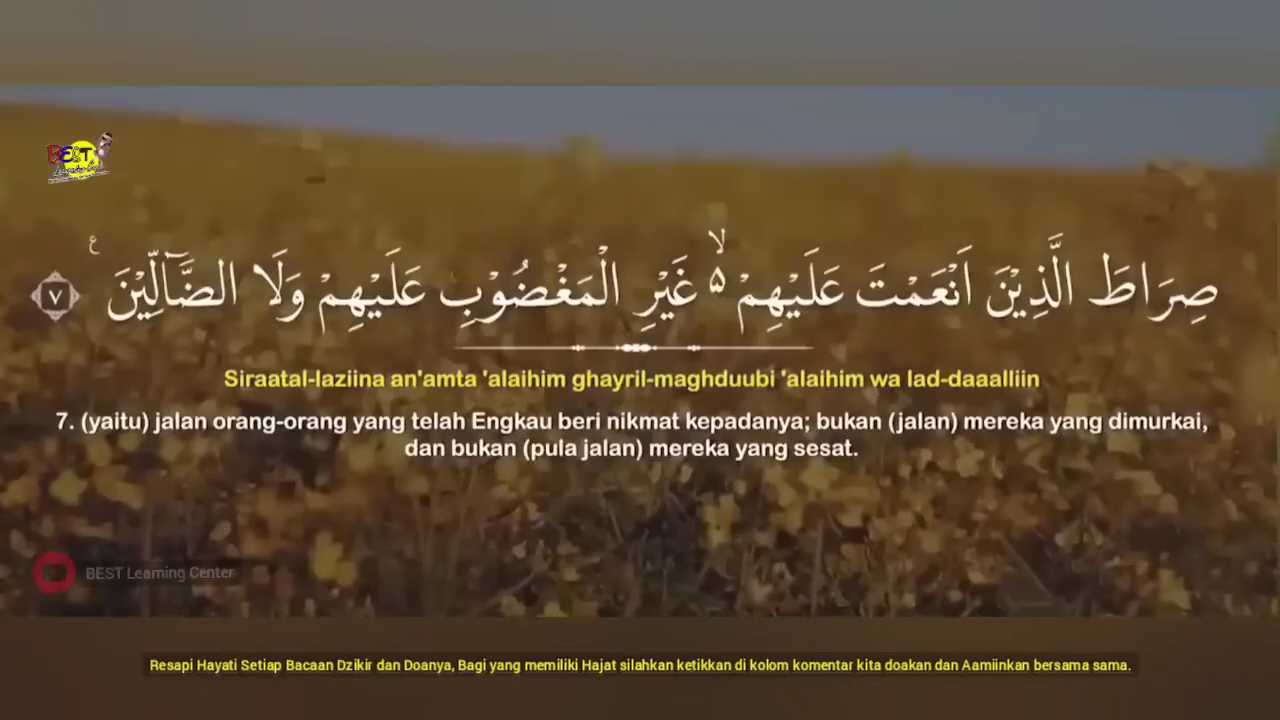 BEST
صِرَاطَ الَّذِيْنَ اَنْعَمْتَ عَلَيْهِمْ ۙ۵ غَيْرِ الْمَغْضُوْبِ عَلَيْهِمْ وَلَا الضَّاۤلِّيْنَ ࣖ ٧
Siraatal-laziina an'amta 'alaihim ghayril-maghduubi 'alaihim wa lad-daaalliin
7. (yaitu) jalan orang-orang yang telah Engkau beri nikmat kepadanya; bukan (jalan) mereka yang dimurkai,
dan bukan (pula jalan) mereka yang sesat.
BEST Learning Center
Resapi Hayati Setiap Bacaan Dzikir dan Doanya, Bagi yang memiliki Hajat silahkan ketikkan di kolom komentar kita doakan dan Aamiinkan bersama sama.